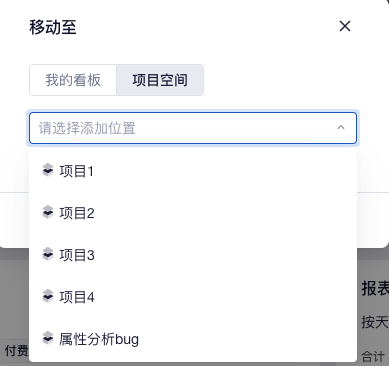 移动至
我的看板 项目空间
请选择添加位置
项目1
项目2
项目3
项目4
属性分析bug
报表
按天
付费
合计